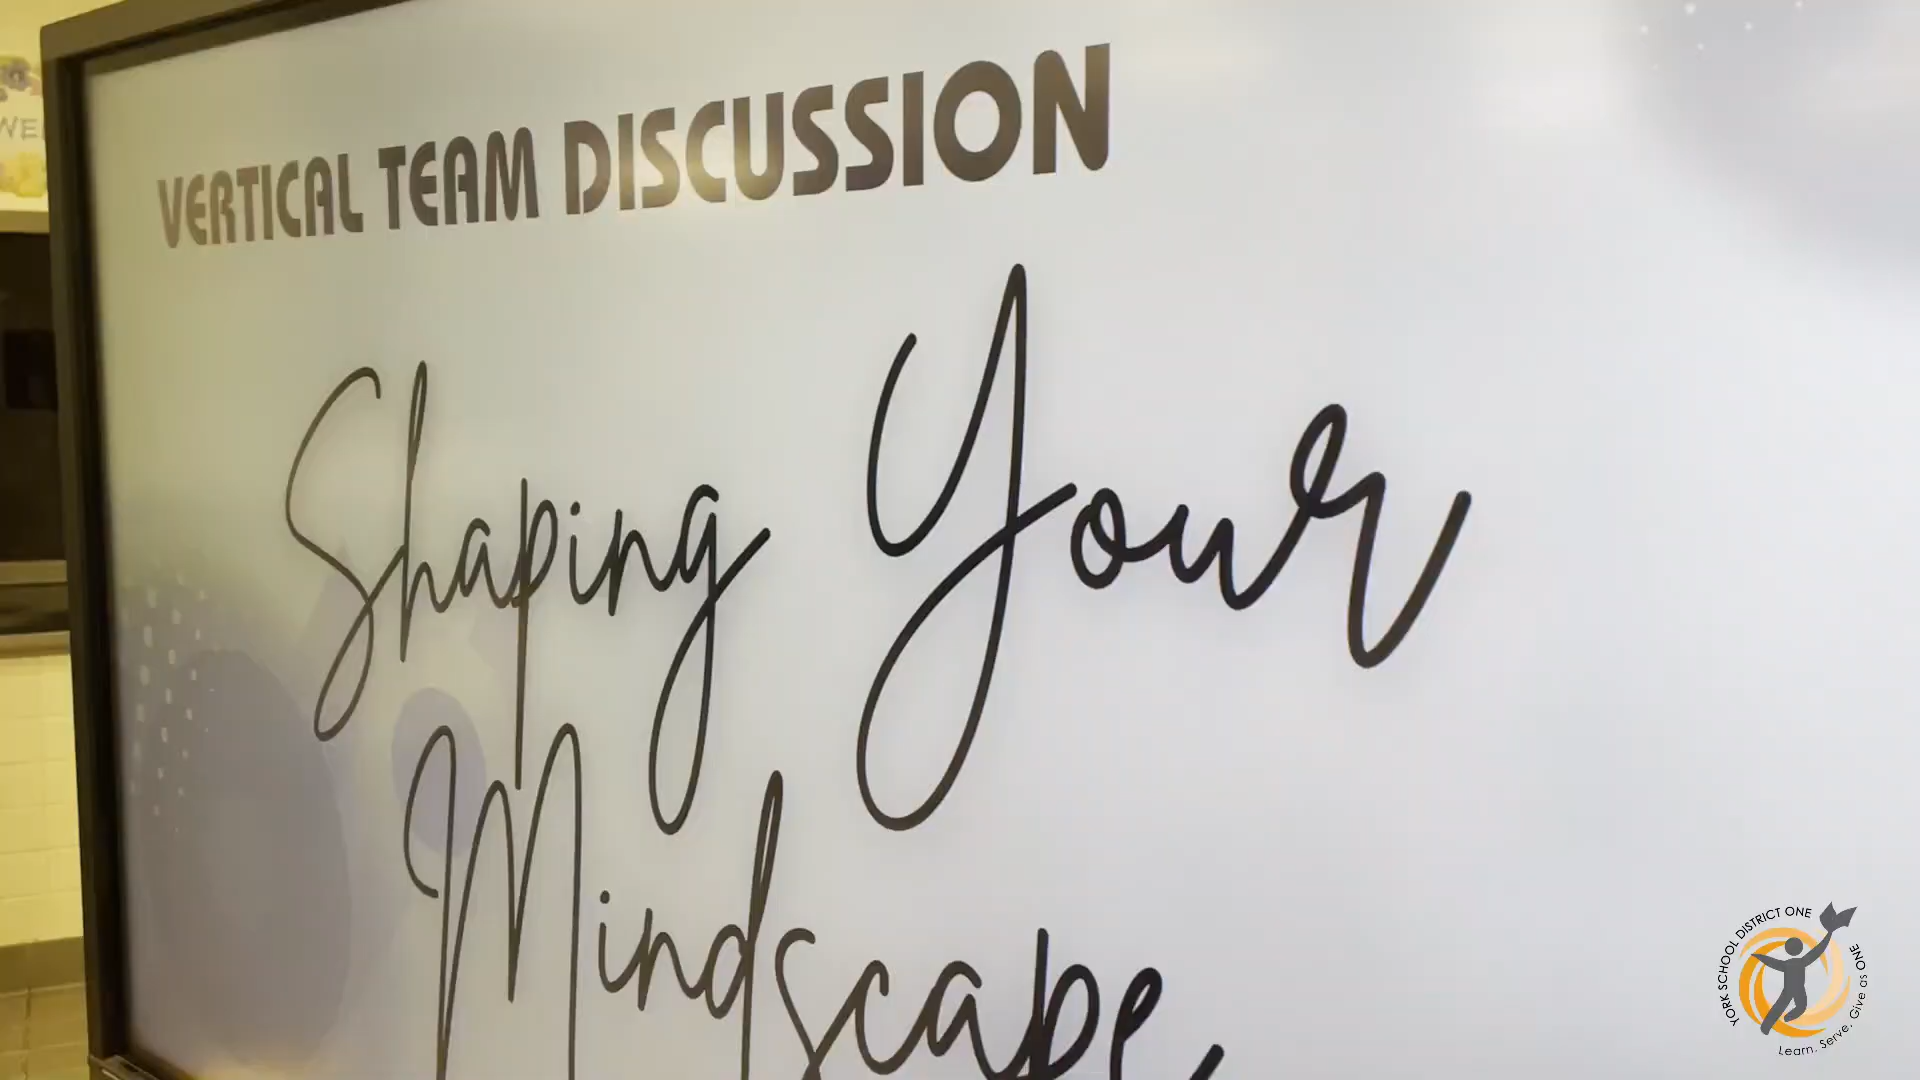 VERTICAL TEAM DISCUSSION
Shaping Your
Mindscape
YORK SCHOOL DISTRICT ONE
Learn. Serve. Give as ONE